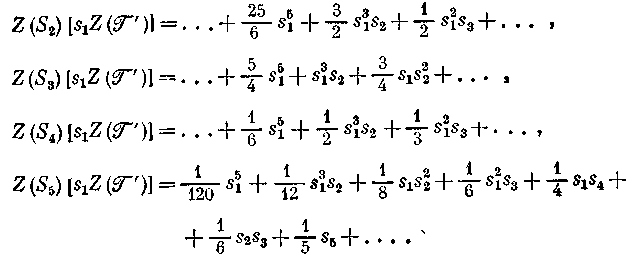 Z (S₂) [s₁Z (𝒯′)] = . . . + 25/6 s₁⁵ + 3/2 s₁³s₂ + 1/2 s₁²s₃ + . . . ,
Z (S₃) [s₁Z (𝒯′)] = . . . + 5/4 s₁⁵ + s₁³s₂ + 3/4 s₁s₂² + . . . ,
Z (S₄) [s₁Z (𝒯′)] = . . . + 1/6 s₁⁵ + 1/2 s₁³s₂ + 1/3 s₁²s₃ + . . . ,
Z (S₅) [s₁Z (𝒯′)] = 1/120 s₁⁵ + 1/12 s₁³s₂ + 1/8 s₁s₂² + 1/6 s₁²s₃ + 1/4 s₁s₄ +
+ 1/6 s₂s₃ + 1/5 s₅ + . . . .